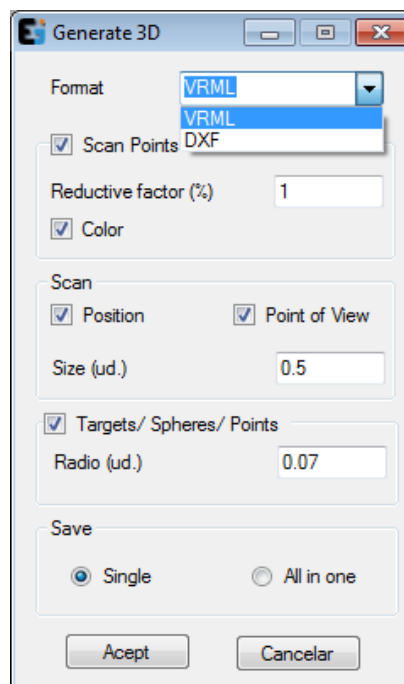 Generate 3D
Format VRML
VRML
DXF
Scan Points
Reductive factor (%) 1
Color
Scan
Position Point of View
Size (ud.) 0.5
Targets/ Spheres/ Points
Radio (ud.) 0.07
Save
Single All in one
Acept Cancelar